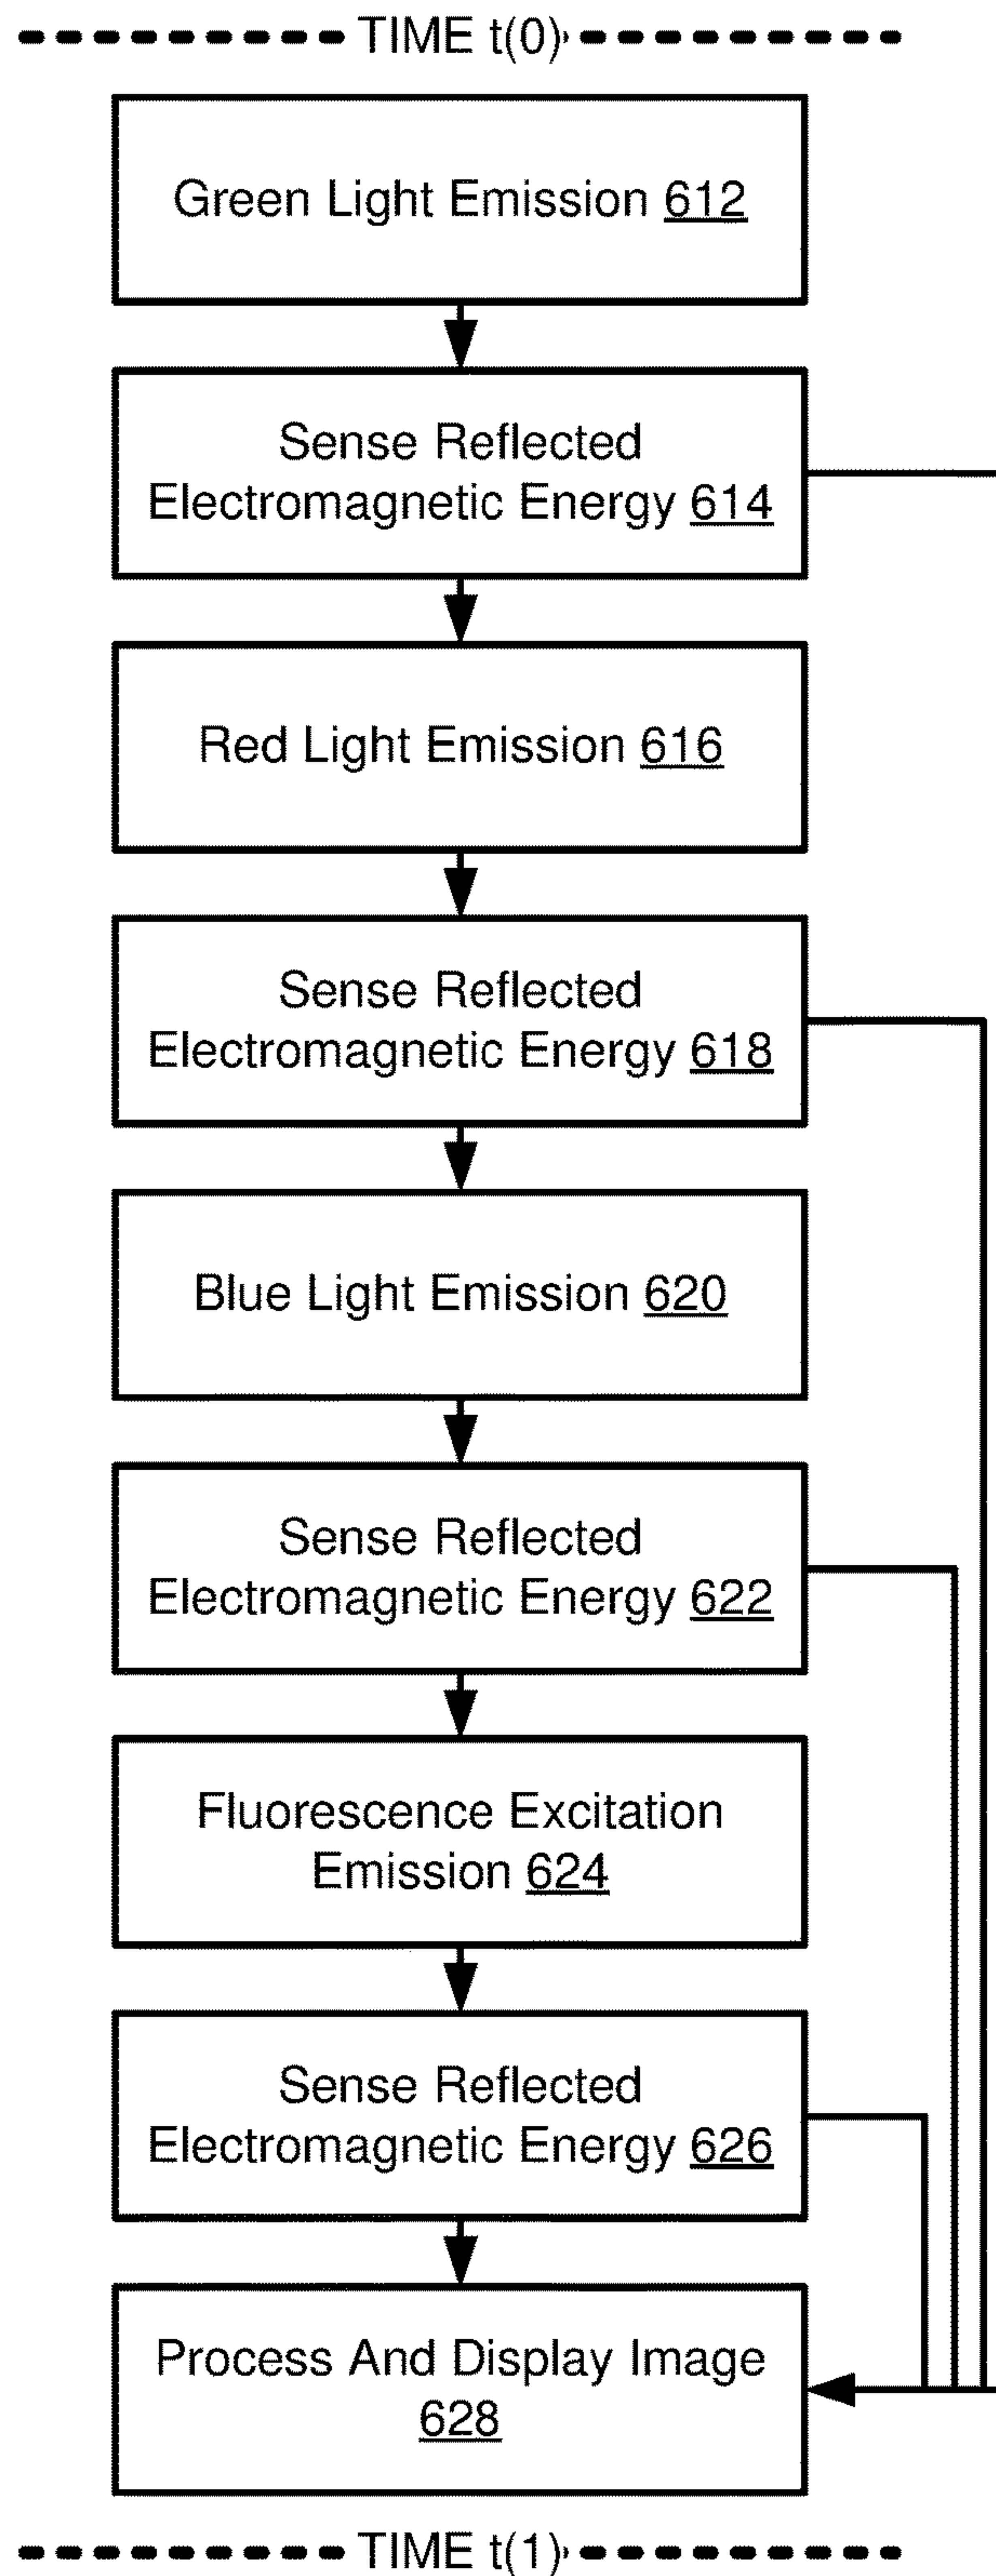 TIME t(0)
Green Light Emission 612
Sense Reflected
Electromagnetic Energy 614
Red Light Emission 616
Sense Reflected
Electromagnetic Energy 618
Blue Light Emission 620
Sense Reflected
Electromagnetic Energy 622
Fluorescence Excitation
Emission 624
Sense Reflected
Electromagnetic Energy 626
Process And Display Image
628
TIME t(1)